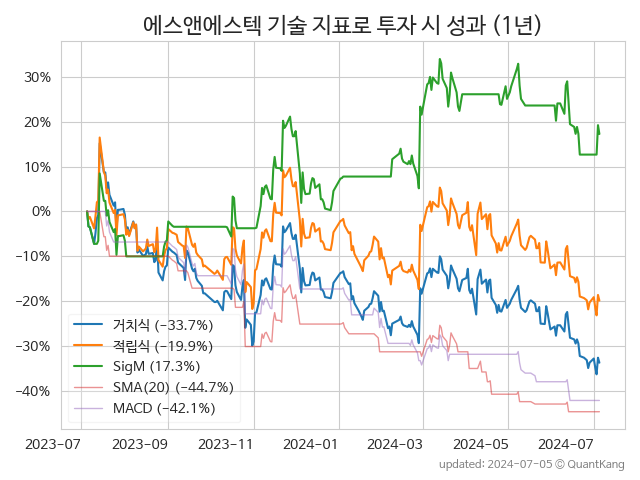 에스앤에스텍 기술 지표로 투자 시 성과 (1년)
30%
20%
10%
0%
−10%
−20%
−30%
−40%
거치식 (−33.7%)
적립식 (−19.9%)
SigM (17.3%)
SMA(20) (−44.7%)
MACD (−42.1%)
2023-07
2023-09
2023-11
2024-01
2024-03
2024-05
2024-07
updated: 2024-07-05 © QuantKang